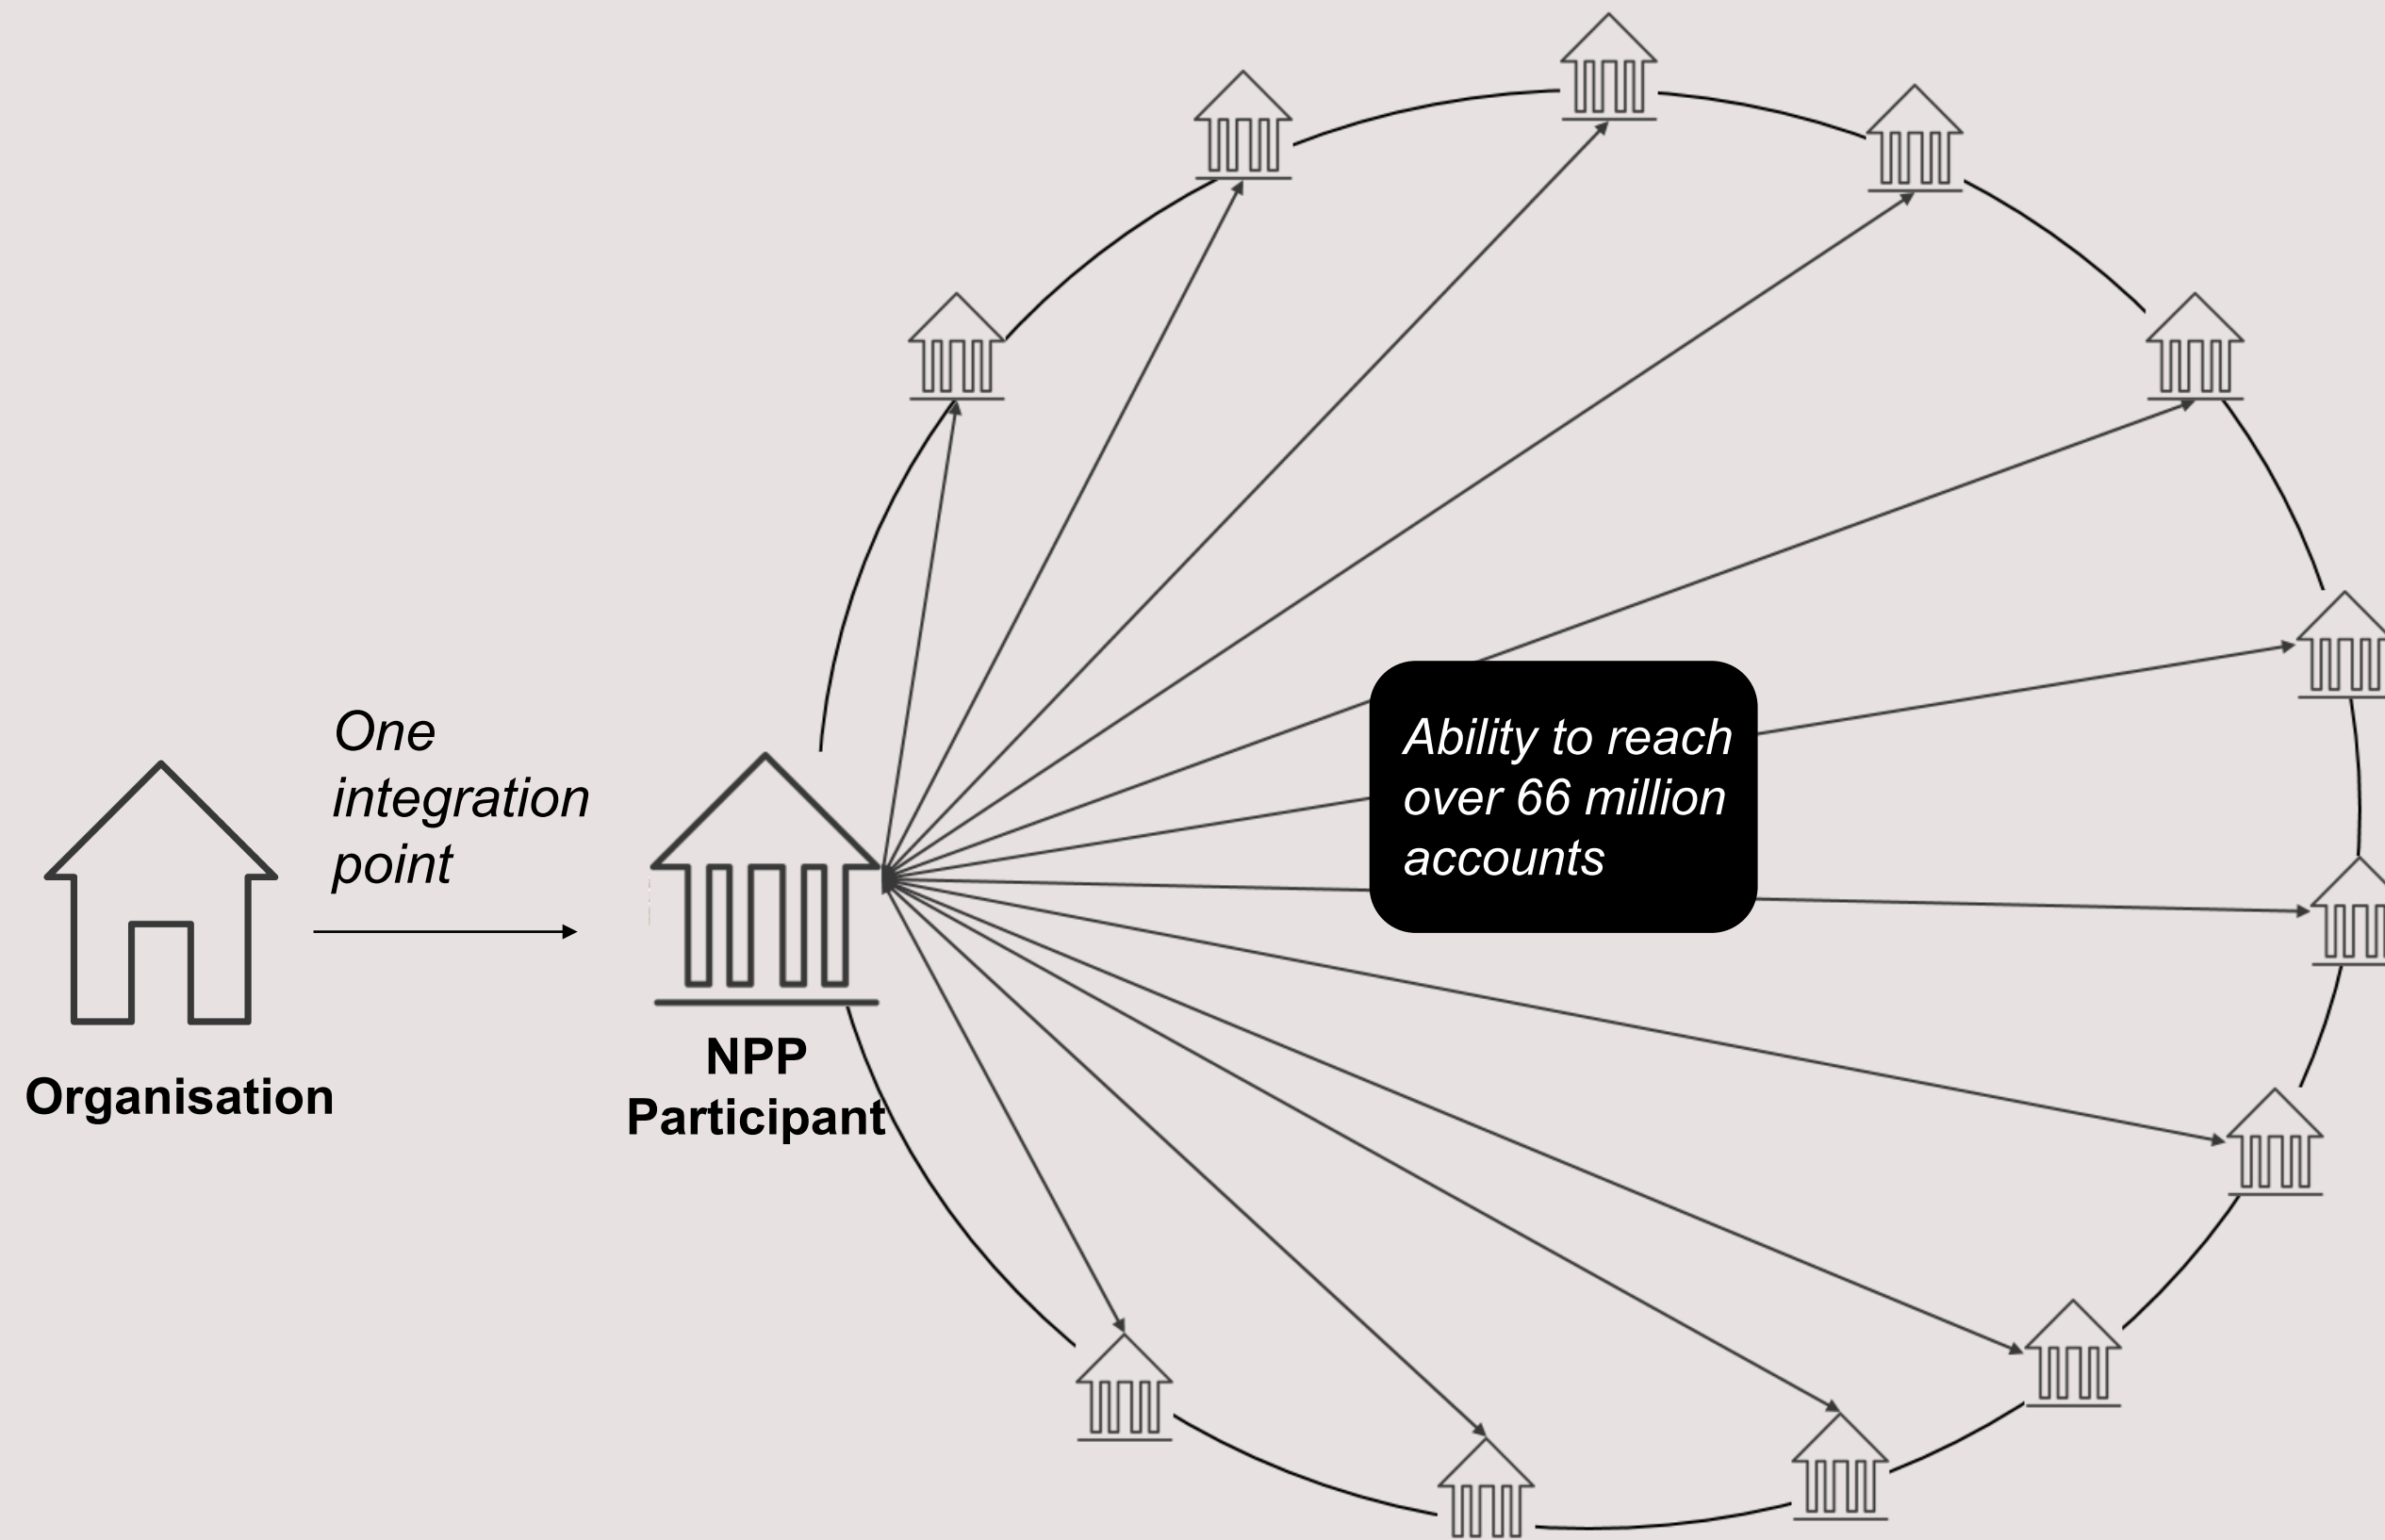 One
integration
point
Organisation
NPP
Participant
Ability to reach
over 66 million
accounts